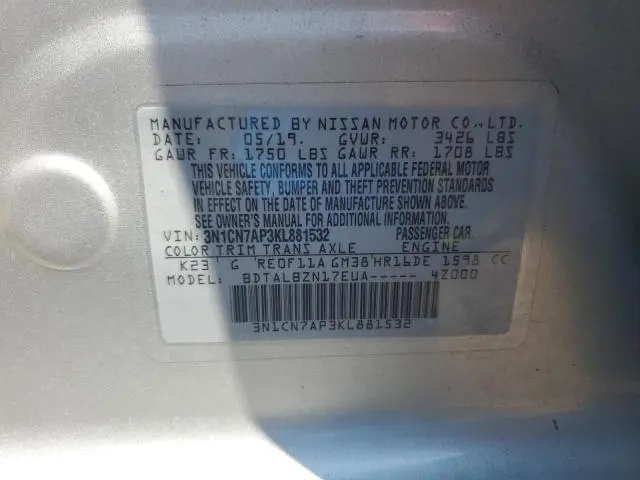 MANUFACTURED BY NISSAN MOTOR CO.,LTD.
DATE: 05/19. GVWR: 3426 LBS
GAWR FR: 1750 LBS GAWR RR: 1708 LBS
THIS VEHICLE CONFORMS TO ALL APPLICABLE FEDERAL MOTOR
VEHICLE SAFETY, BUMPER AND THEFT PREVENTION STANDARDS
IN EFFECT ON THE DATE OF MANUFACTURE SHOWN ABOVE.
SEE OWNER'S MANUAL FOR ADDITIONAL INFORMATION.
VIN: 3N1CN7AP3KL881532 PASSENGER CAR.
COLOR TRIM TRANS AXLE ENGINE
K23 G RE0F11A GM38 HR16DE 1598 CC
MODEL: BDTALBZN17EUA----- 4Z000
3N1CN7AP3KL881532